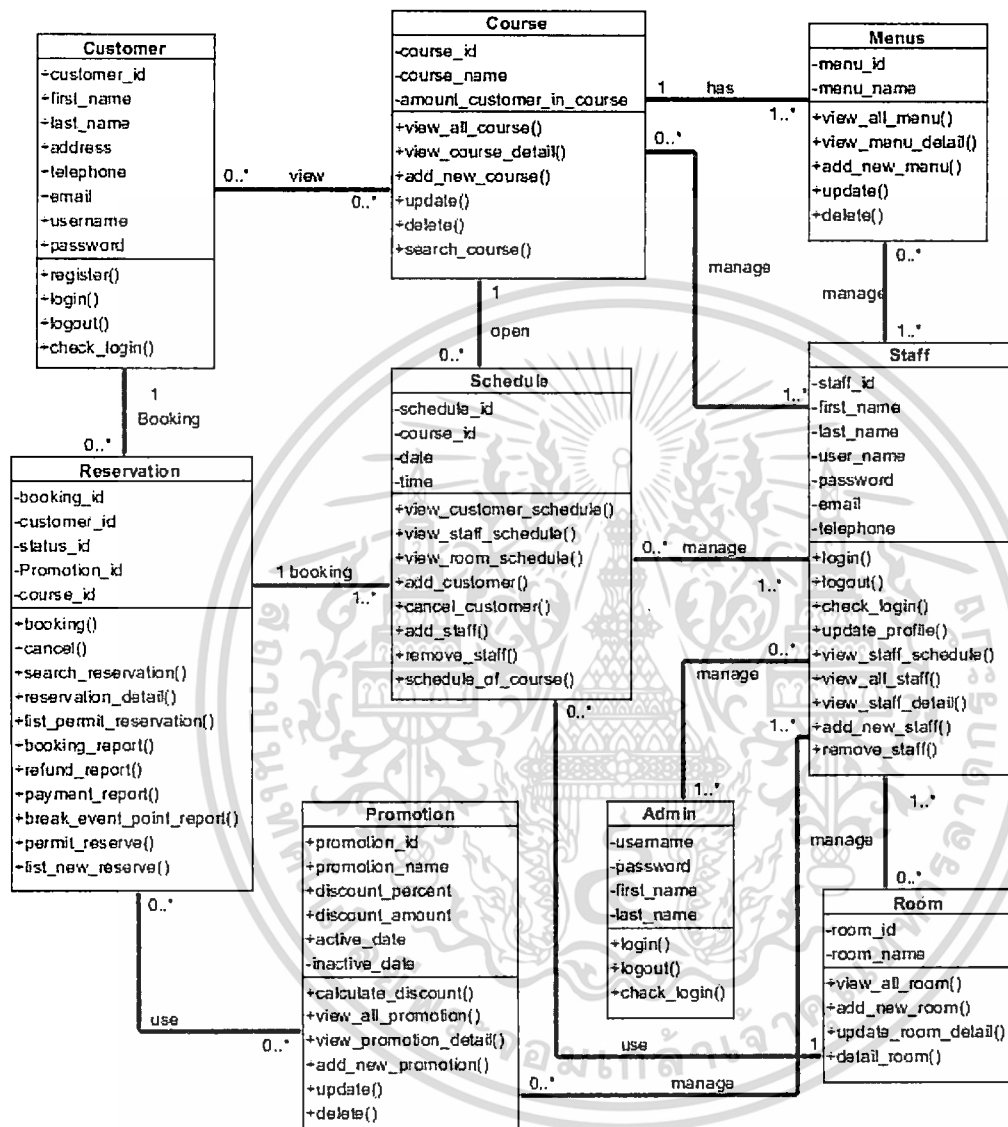 Customer
+customer_id
+first_name
+last_name
+address
+telephone
-email
+username
+password
+register()
+login()
+logout()
+check_login()
Course
-course_id
-course_name
-amount_customer_in_course
+view_all_course()
+view_course_detail()
+add_new_course()
+update()
+delete()
+search_course()
Menus
-menu_id
-menu_name
+view_all_menu()
+view_menu_detail()
+add_new_menu()
+update()
+delete()
0..* view 0..*
1 has 1..*
0..* manage 1..*
0..* manage 1..*
1 open 0..*
1 Booking 0..*
Schedule
-schedule_id
-course_id
-date
-time
+view_customer_schedule()
+view_staff_schedule()
+view_room_schedule()
+add_customer()
+cancel_customer()
+add_staff()
+remove_staff()
+schedule_of_course()
Staff
-staff_id
-first_name
-last_name
-user_name
-password
-email
-telephone
+login()
+logout()
+check_login()
+update_profile()
+view_staff_schedule()
+view_all_staff()
+view_staff_detail()
+add_new_staff()
+remove_staff()
Reservation
-booking_id
-customer_id
-status_id
-Promotion_id
-course_id
+booking()
-cancel()
+search_reservation()
+reservation_detail()
+list_permit_reservation()
+booking_report()
+refund_report()
+payment_report()
+break_event_point_report()
+permit_reserve()
+list_new_reserve()
1 booking 1..*
0..* manage 1..*
0..* manage 1..*
1..* manage 0..*
Promotion
+promotion_id
+promotion_name
+discount_percent
+discount_amount
+active_date
-inactive_date
+calculate_discount()
+view_all_promotion()
+view_promotion_detail()
+add_new_promotion()
+update()
+delete()
Admin
-username
-password
-first_name
-last_name
+login()
+logout()
+check_login()
Room
-room_id
-room_name
+view_all_room()
+add_new_room()
+update_room_detail()
+detail_room()
0..* use 0..*
0..* use 1
0..* manage 1..*